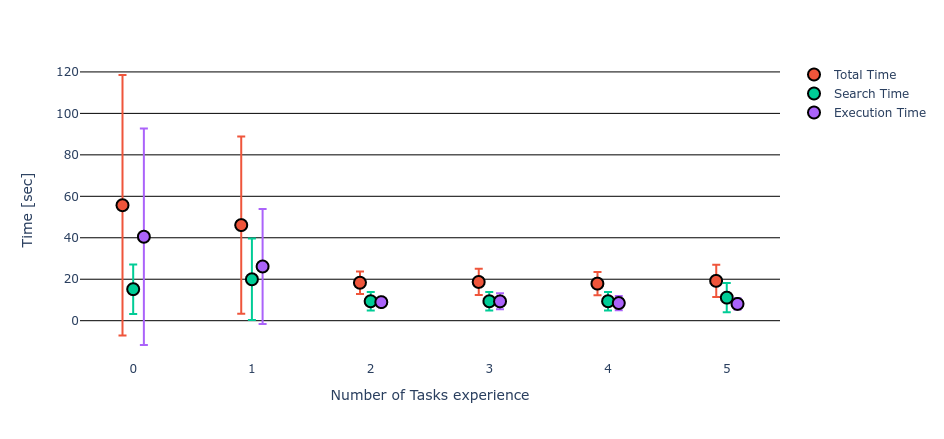 120
100
80
60
40
20
0
Time [sec]
0 1 2 3 4 5
Number of Tasks experience
Total Time
Search Time
Execution Time